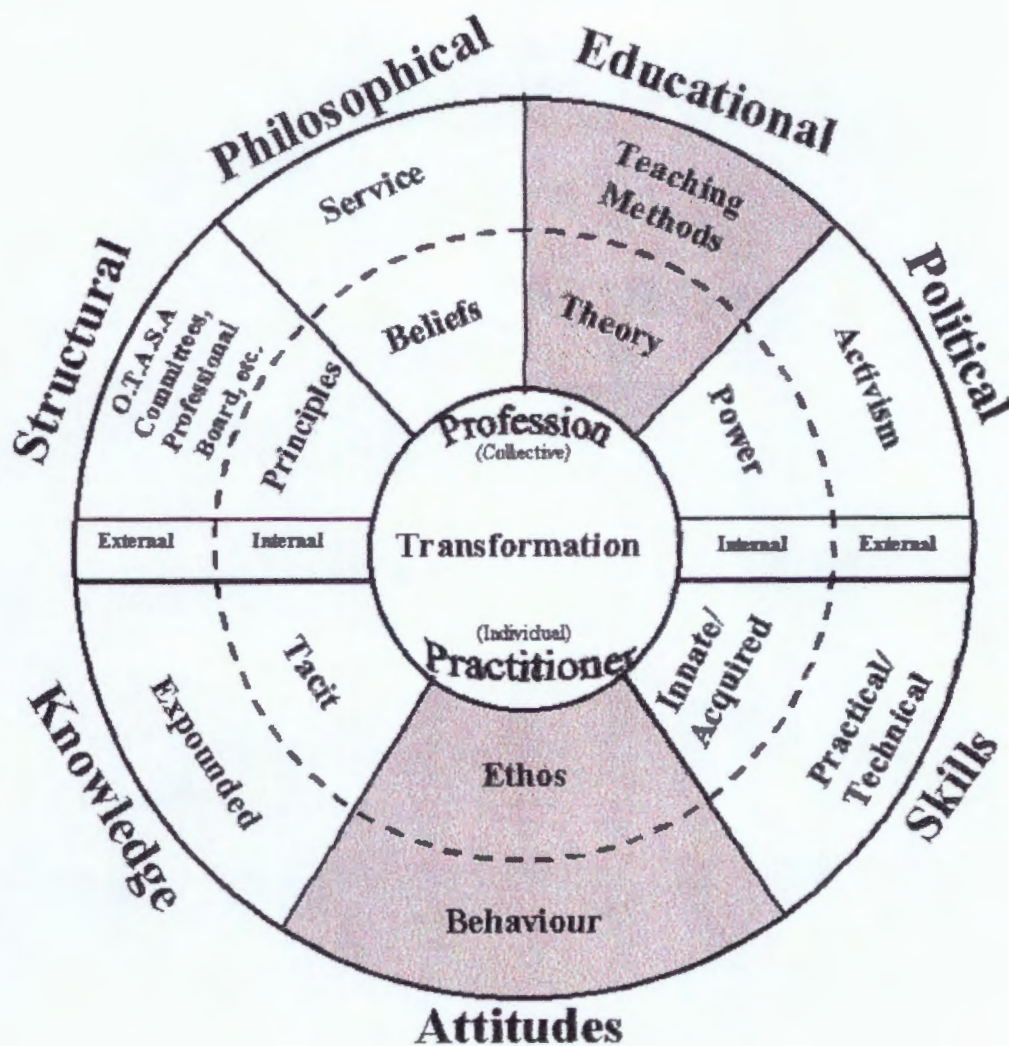 Philosophical
Educational
Structural
Political
Service
Beliefs
Teaching
Methods
Theory
O.T.A.S.A
Committees,
Professional
Board, etc.
Principles
Power
Activism
Profession
(Collective)
External
Internal
Transformation
Internal
External
(Individual)
Practitioner
Tacit
Expounded
Innate/
Acquired
Practical/
Technical
Ethos
Behaviour
Knowledge
Skills
Attitudes